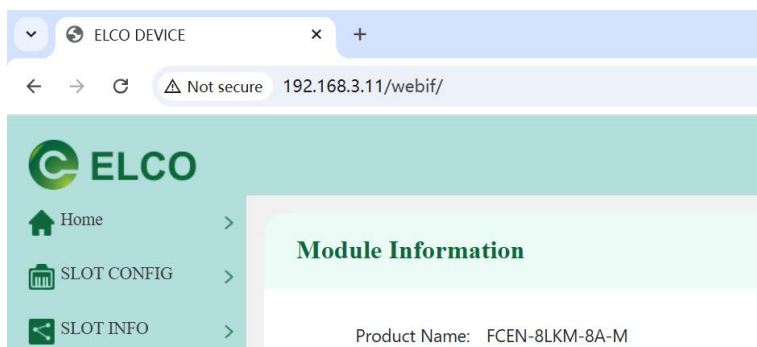 ELCO DEVICE
Not secure 192.168.3.11/webif/
ELCO
Home
SLOT CONFIG
SLOT INFO
Module Information
Product Name: FCEN-8LKM-8A-M